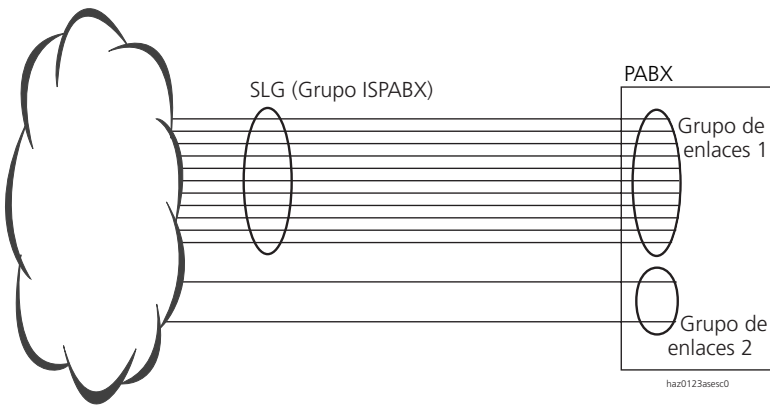 PABX
SLG (Grupo ISPABX)
Grupo de
enlaces 1
Grupo de
enlaces 2
haz0123asesc0